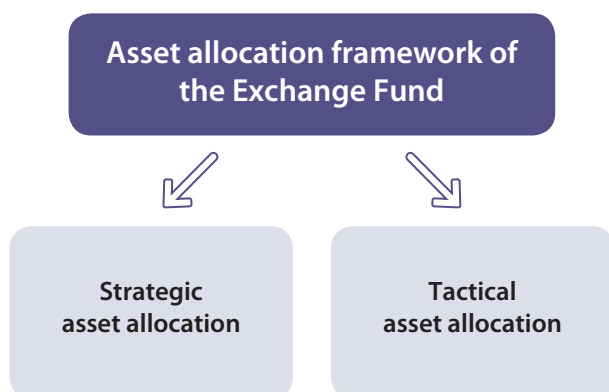 Asset allocation framework of
the Exchange Fund
Strategic
asset allocation
Tactical
asset allocation